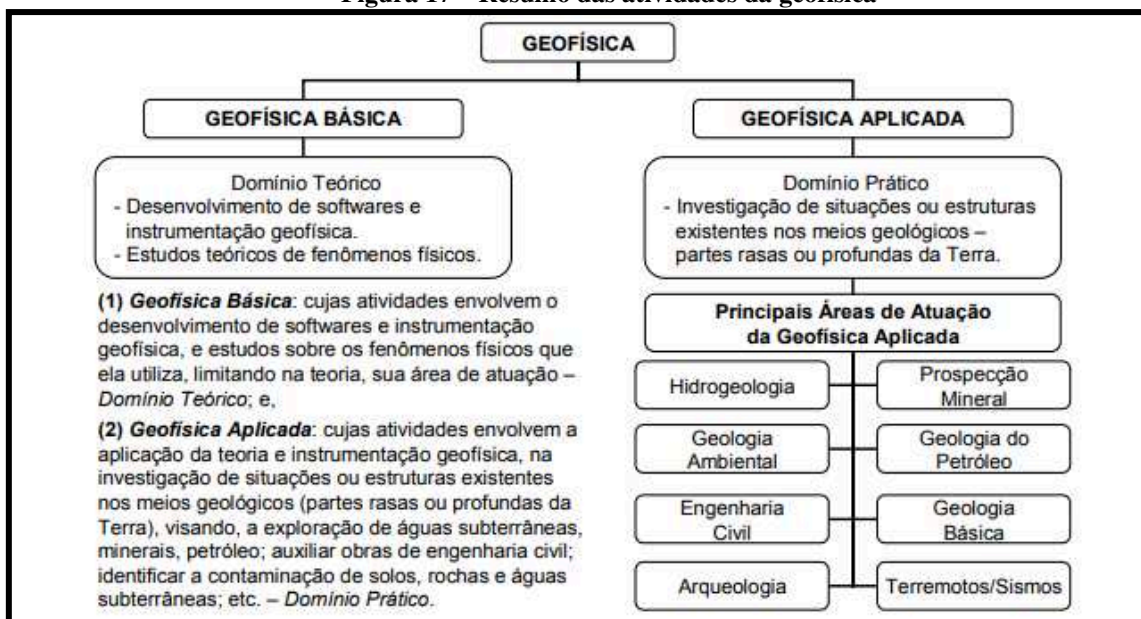 Figura 17 – Resumo das atividades da geofísica
GEOFÍSICA
GEOFÍSICA BÁSICA
Domínio Teórico
- Desenvolvimento de softwares e
instrumentação geofísica.
- Estudos teóricos de fenômenos físicos.
(1) Geofísica Básica: cujas atividades envolvem o
desenvolvimento de softwares e instrumentação
geofísica, e estudos sobre os fenômenos físicos que
ela utiliza, limitando na teoria, sua área de atuação –
Domínio Teórico; e,
(2) Geofísica Aplicada: cujas atividades envolvem a
aplicação da teoria e instrumentação geofísica, na
investigação de situações ou estruturas existentes
nos meios geológicos (partes rasas ou profundas da
Terra), visando, a exploração de águas subterrâneas,
minerais, petróleo; auxiliar obras de engenharia civil;
identificar a contaminação de solos, rochas e águas
subterrâneas; etc. – Domínio Prático.
GEOFÍSICA APLICADA
Domínio Prático
- Investigação de situações ou estruturas
existentes nos meios geológicos –
partes rasas ou profundas da Terra.
Principais Áreas de Atuação
da Geofísica Aplicada
Hidrogeologia
Prospecção
Mineral
Geologia
Ambiental
Geologia do
Petróleo
Engenharia
Civil
Geologia
Básica
Arqueologia
Terremotos/Sismos